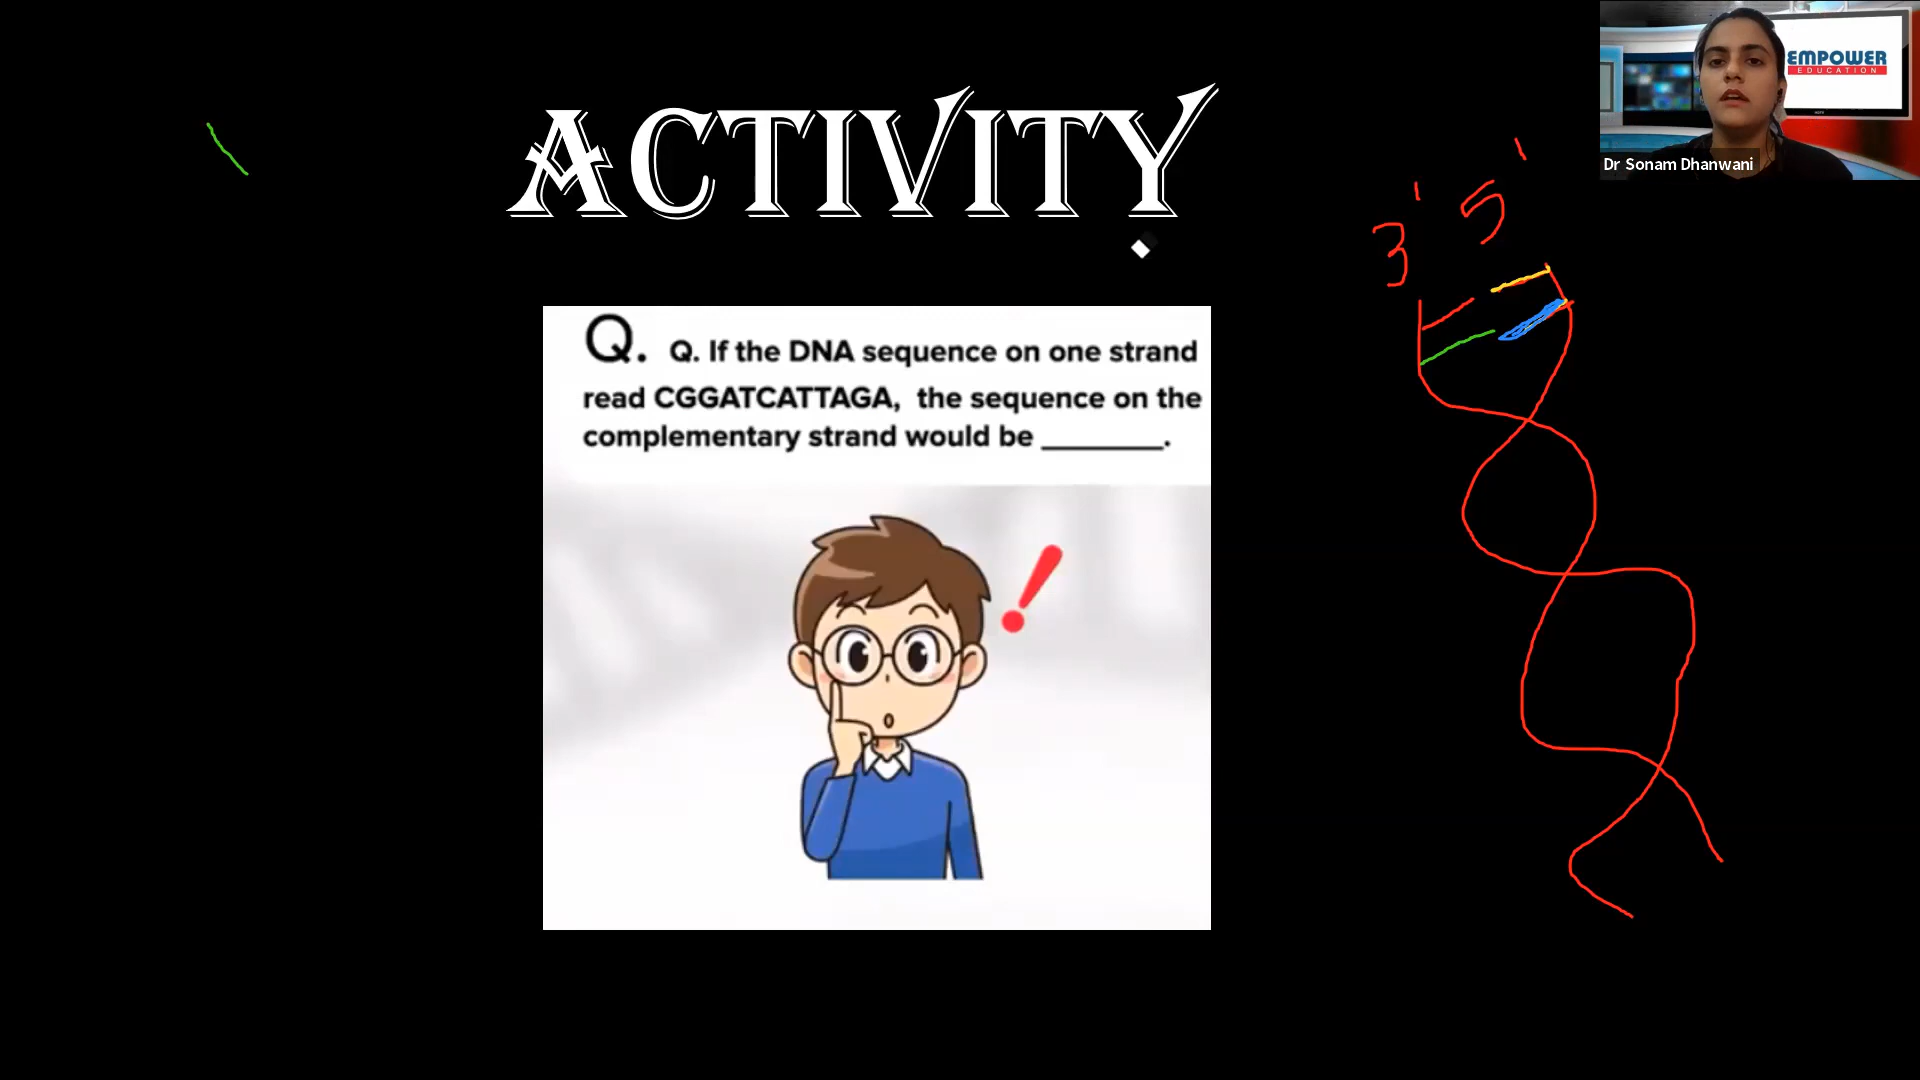 ACTIVITY
EMPOWER
EDUCATION
Dr Sonam Dhanwani
3' 5'
Q. Q. If the DNA sequence on one strand
read CGGATCATTAGA, the sequence on the
complementary strand would be ________.